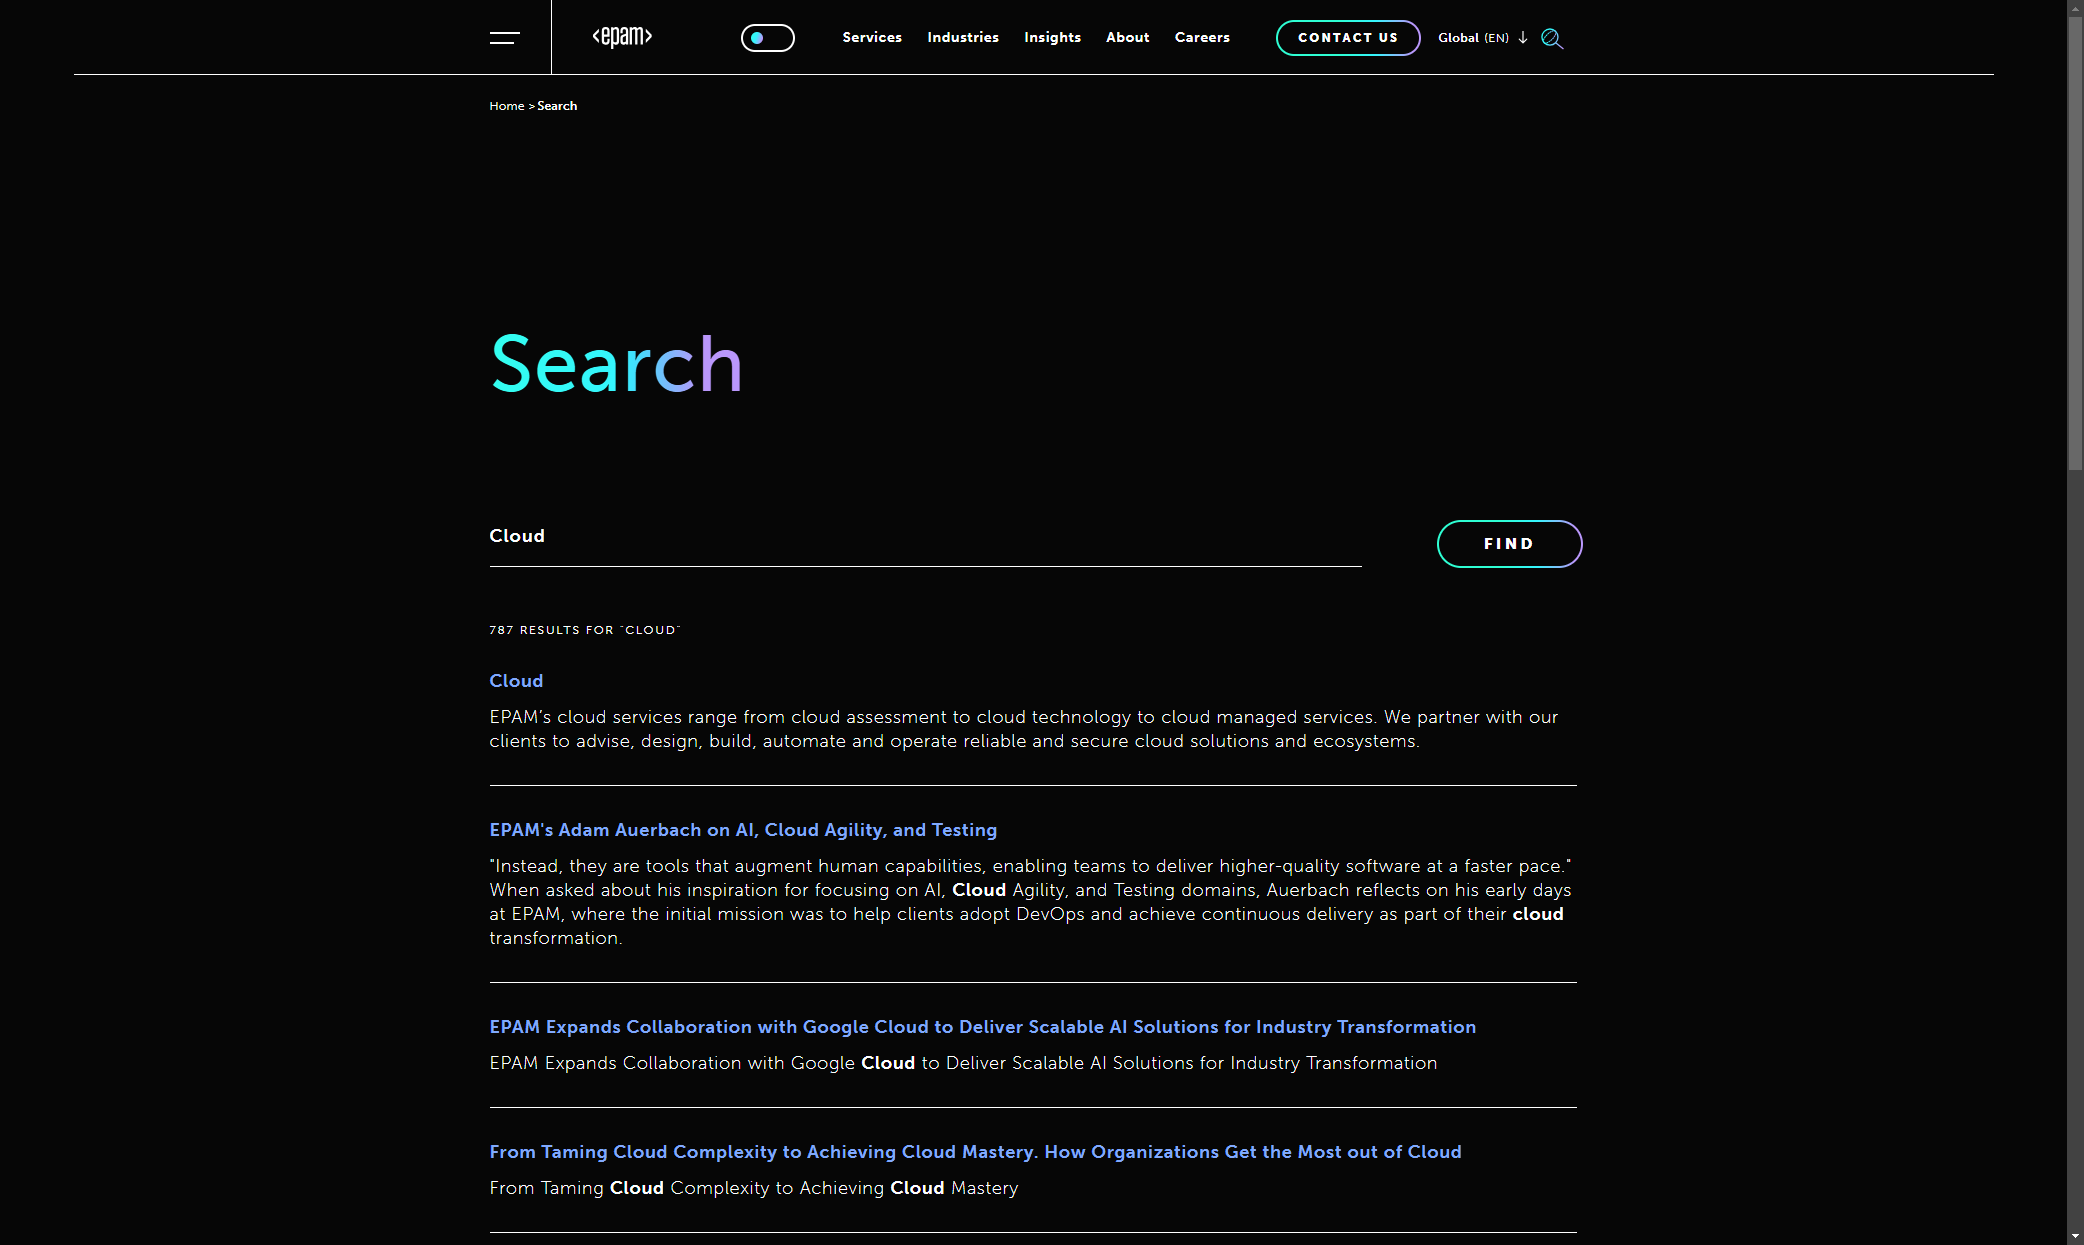 <epam>
Services Industries Insights About Careers CONTACT US Global (EN)
Home > Search
Search
Cloud
FIND
787 RESULTS FOR "CLOUD"
Cloud
EPAM's cloud services range from cloud assessment to cloud technology to cloud managed services. We partner with our
clients to advise, design, build, automate and operate reliable and secure cloud solutions and ecosystems.
EPAM's Adam Auerbach on AI, Cloud Agility, and Testing
"Instead, they are tools that augment human capabilities, enabling teams to deliver higher-quality software at a faster pace."
When asked about his inspiration for focusing on AI, Cloud Agility, and Testing domains, Auerbach reflects on his early days
at EPAM, where the initial mission was to help clients adopt DevOps and achieve continuous delivery as part of their cloud
transformation.
EPAM Expands Collaboration with Google Cloud to Deliver Scalable AI Solutions for Industry Transformation
EPAM Expands Collaboration with Google Cloud to Deliver Scalable AI Solutions for Industry Transformation
From Taming Cloud Complexity to Achieving Cloud Mastery. How Organizations Get the Most out of Cloud
From Taming Cloud Complexity to Achieving Cloud Mastery